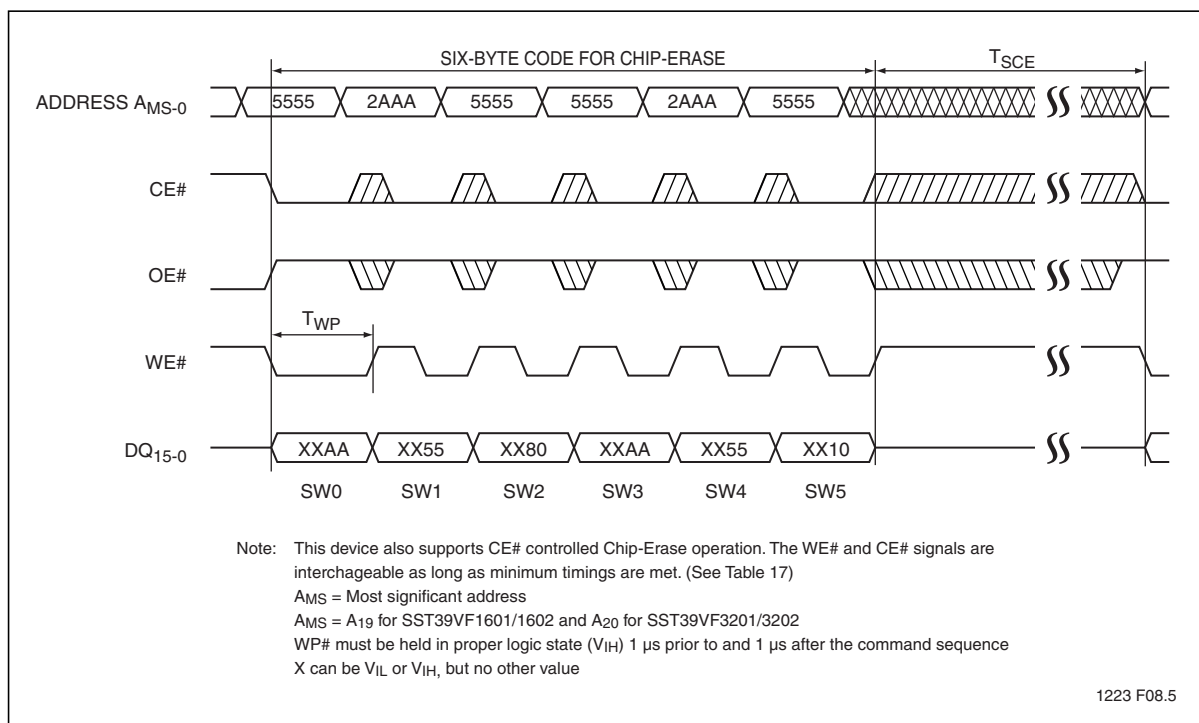 SIX-BYTE CODE FOR CHIP-ERASE
TSCE
ADDRESS AMS-0
5555 2AAA 5555 5555 2AAA 5555
CE#
OE#
TWP
WE#
DQ15-0
XXAA XX55 XX80 XXAA XX55 XX10
SW0 SW1 SW2 SW3 SW4 SW5
Note: This device also supports CE# controlled Chip-Erase operation. The WE# and CE# signals are
interchageable as long as minimum timings are met. (See Table 17)
AMS = Most significant address
AMS = A19 for SST39VF1601/1602 and A20 for SST39VF3201/3202
WP# must be held in proper logic state (VIH) 1 µs prior to and 1 µs after the command sequence
X can be VIL or VIH, but no other value
1223 F08.5